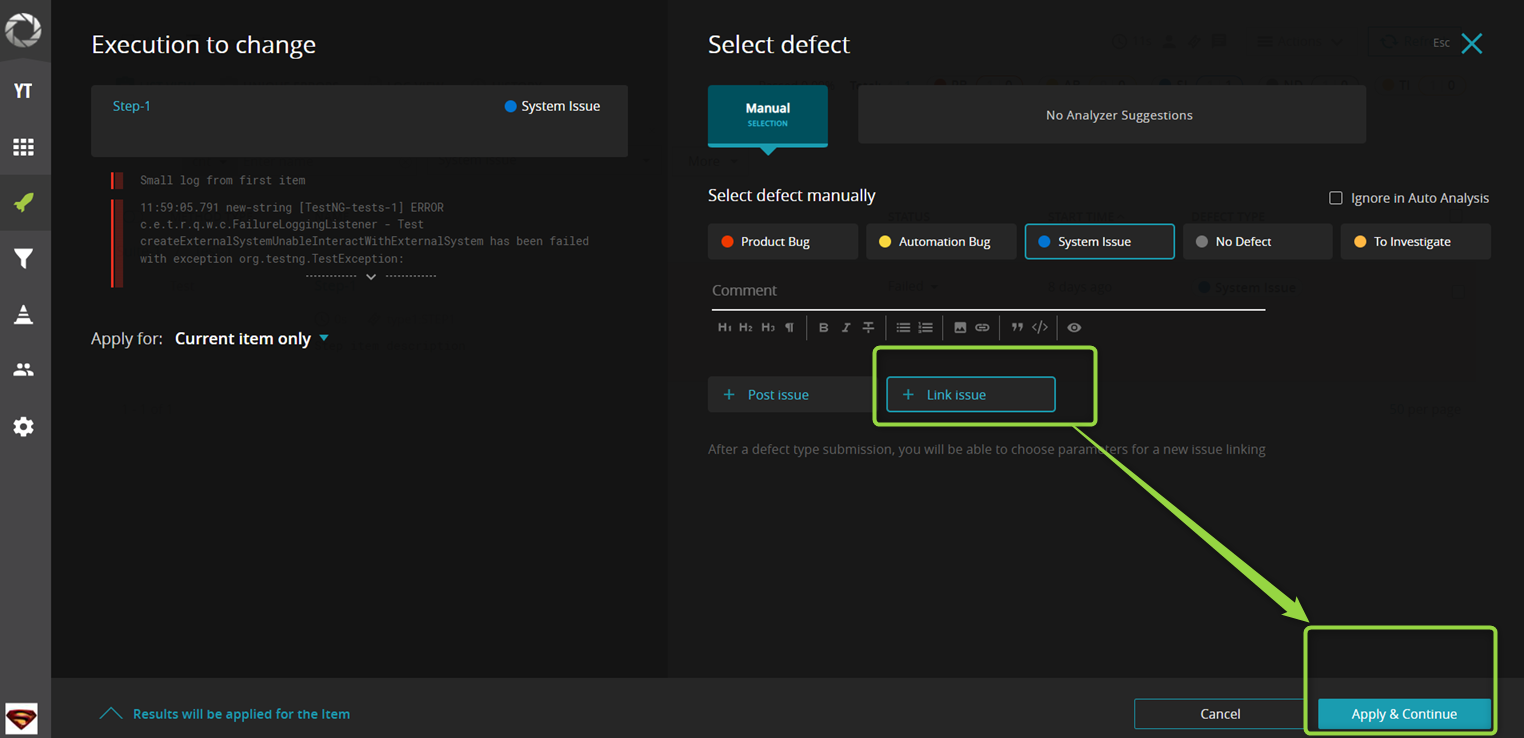 Execution to change
Select defect
Esc
YT
Step-1
System Issue
Manual
SELECTION
No Analyzer Suggestions
Small log from first item
11:59:05.791 new-string [TestNG-tests-1] ERROR
c.e.t.r.q.w.c.FailureLoggingListener - Test
createExternalSystemUnableInteractWithExternalSystem has been failed
with exception org.testng.TestException:
Apply for: Current item only
Select defect manually
Ignore in Auto Analysis
Product Bug
Automation Bug
System Issue
No Defect
To Investigate
Comment
H1 H2 H3 ¶ B I T ” </>
+ Post issue
+ Link issue
After a defect type submission, you will be able to choose parameters for a new issue linking
Results will be applied for the Item
Cancel
Apply & Continue